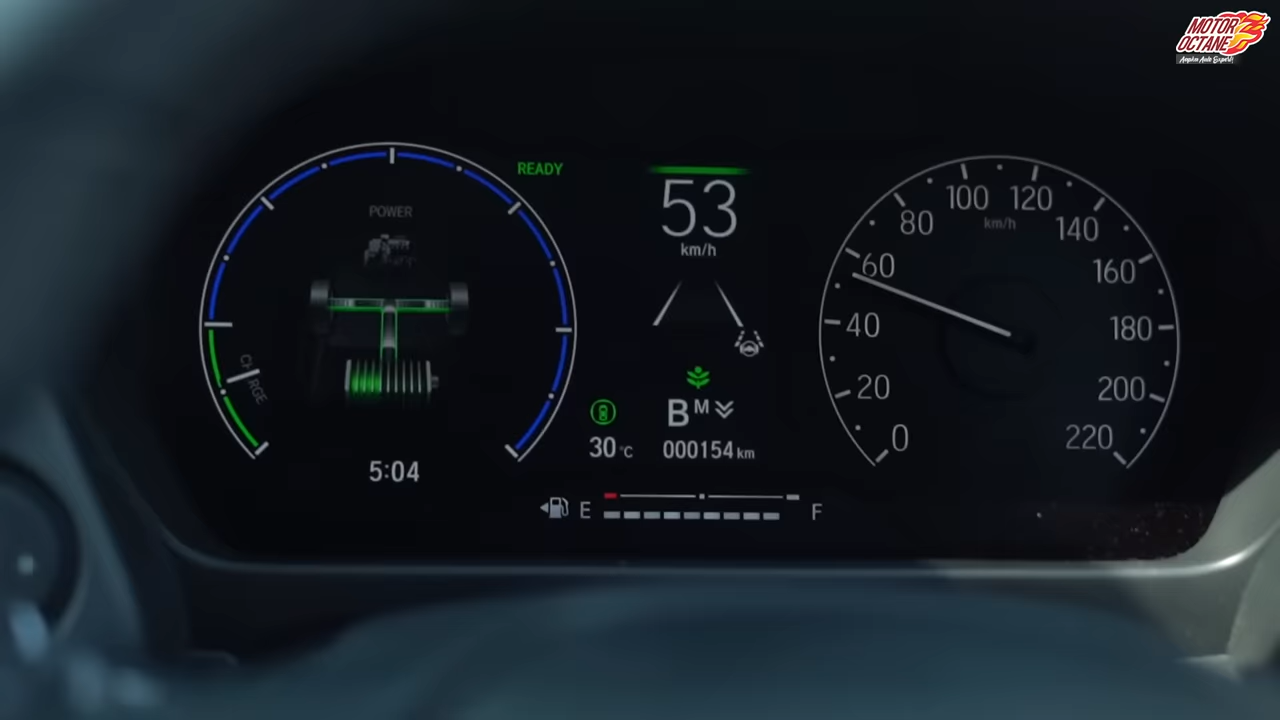 MOTOR
OCTANE
READY
POWER
CHARGE
5:04
53
km/h
B M
30 °C
000154 km
E
F
0
20
40
60
80
100
120
140
160
180
200
220
km/h